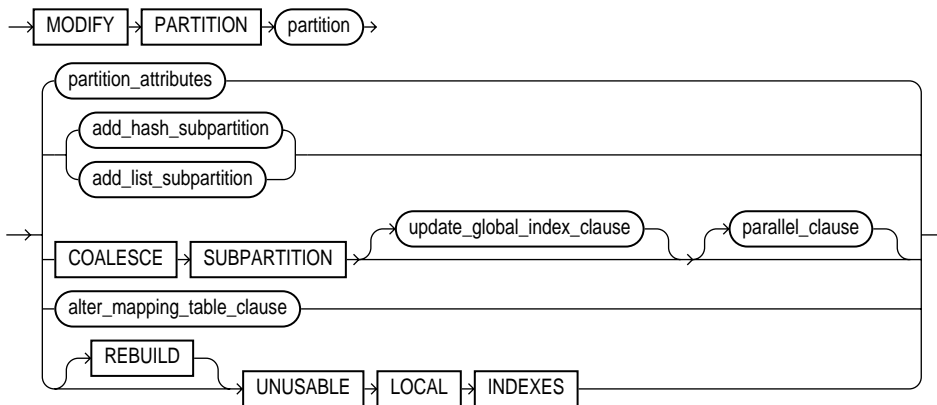 MODIFY PARTITION partition
partition_attributes
add_hash_subpartition
add_list_subpartition
update_global_index_clause parallel_clause
COALESCE SUBPARTITION
alter_mapping_table_clause
REBUILD
UNUSABLE LOCAL INDEXES